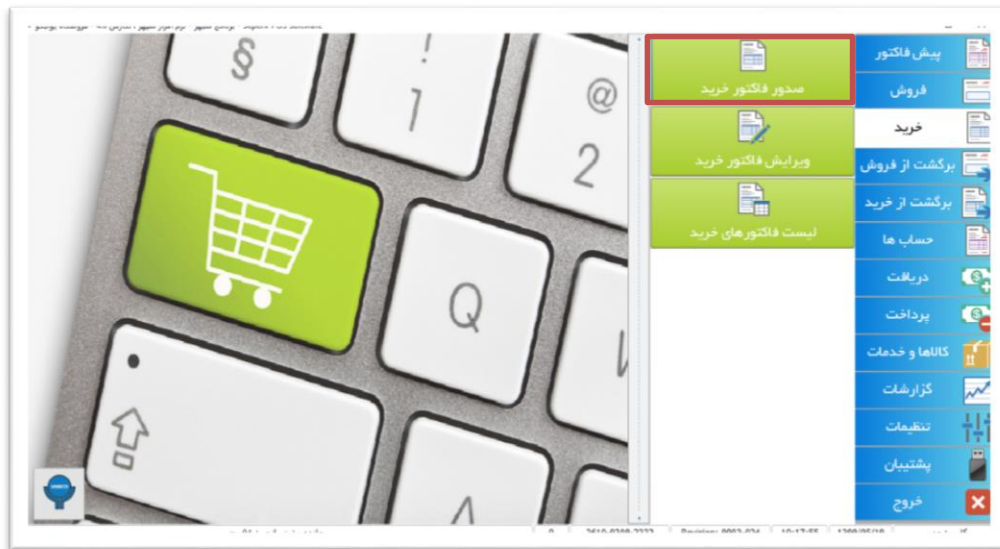 پیش فاکتور
فروش
خرید
برگشت از فروش
برگشت از خرید
حساب ها
دریافت
پرداخت
کالاها و خدمات
گزارشات
تنظیمات
پشتیبان
خروج
صدور فاکتور خرید
ویرایش فاکتور خرید
لیست فاکتورهای خرید
§
!
1
@
2
Q